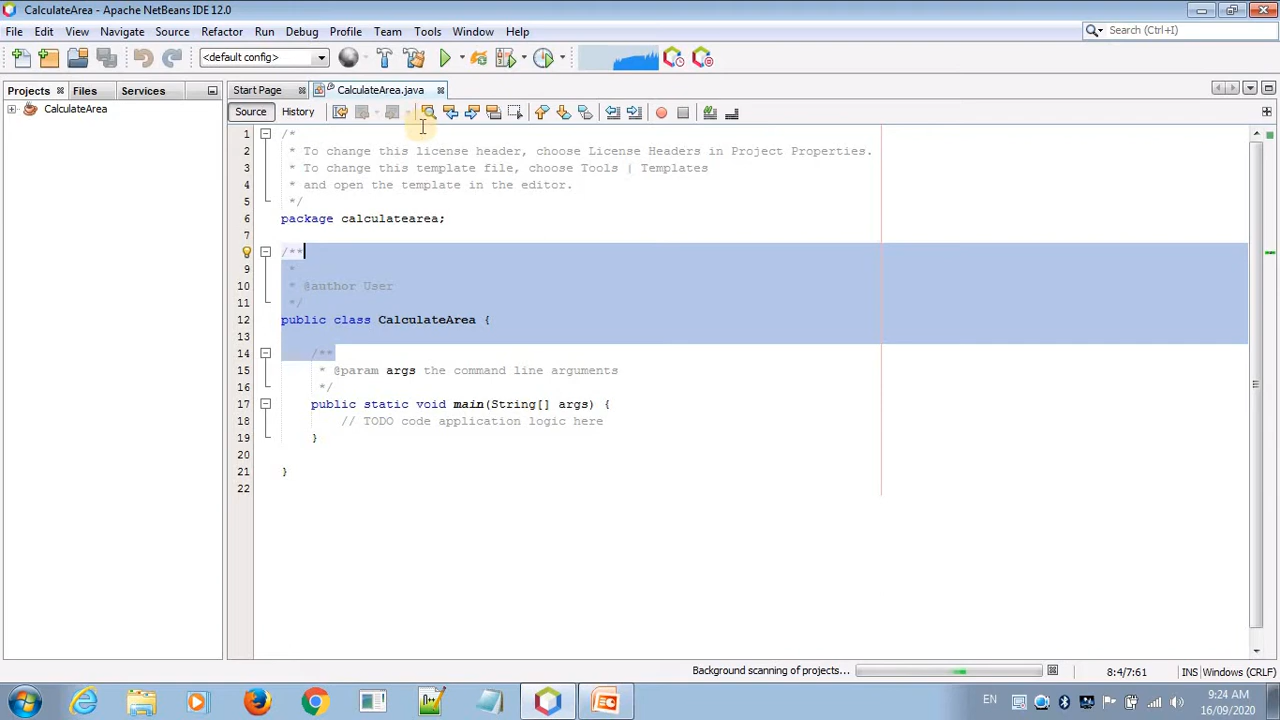 CalculateArea - Apache NetBeans IDE 12.0
File Edit View Navigate Source Refactor Run Debug Profile Team Tools Window Help
Search (Ctrl+I)
<default config>
Projects Files Services
Start Page CalculateArea.java
CalculateArea
Source History
1 /*
2 * To change this license header, choose License Headers in Project Properties.
3 * To change this template file, choose Tools | Templates
4 * and open the template in the editor.
5 */
6 package calculatearea;
7
8 /**
9 *
10 * @author User
11 */
12 public class CalculateArea {
13
14 /**
15 * @param args the command line arguments
16 */
17 public static void main(String[] args) {
18 // TODO code application logic here
19 }
20
21 }
22
Background scanning of projects... 8:4/7:61 INS Windows (CRLF)
EN
9:24 AM
16/09/2020